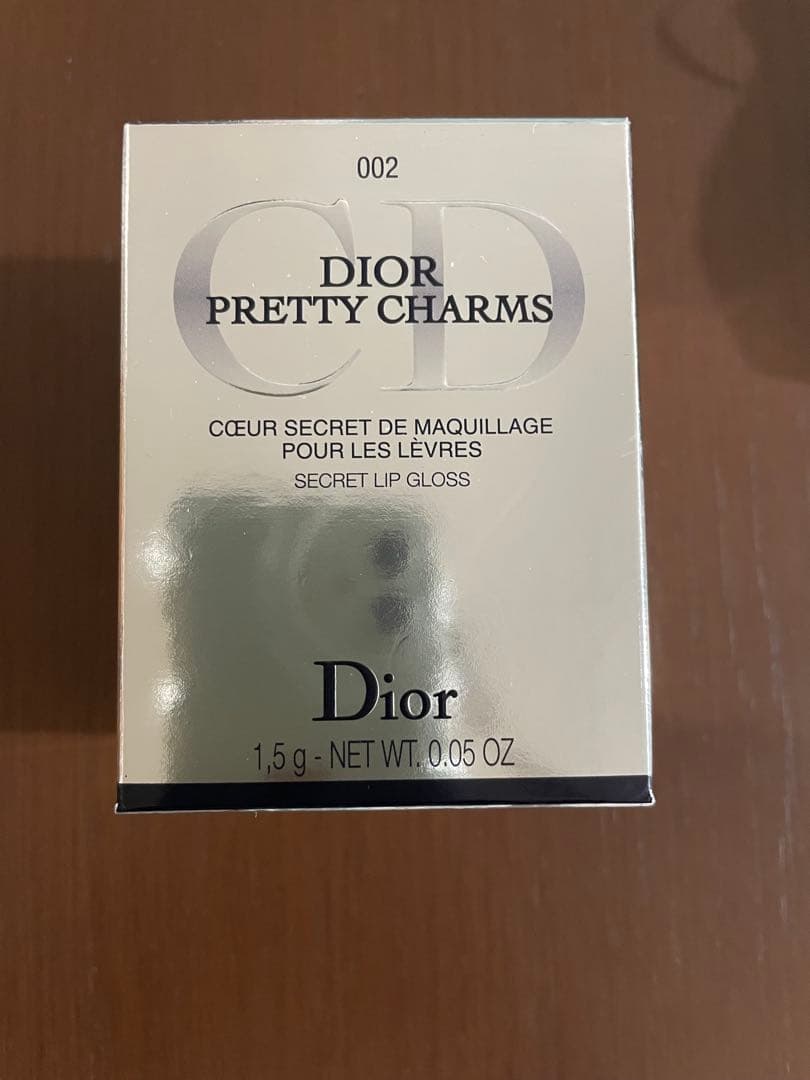 002
CD
DIOR
PRETTY CHARMS
CŒUR SECRET DE MAQUILLAGE
POUR LES LÈVRES
SECRET LIP GLOSS
Dior
1,5 g - NET WT. 0.05 OZ